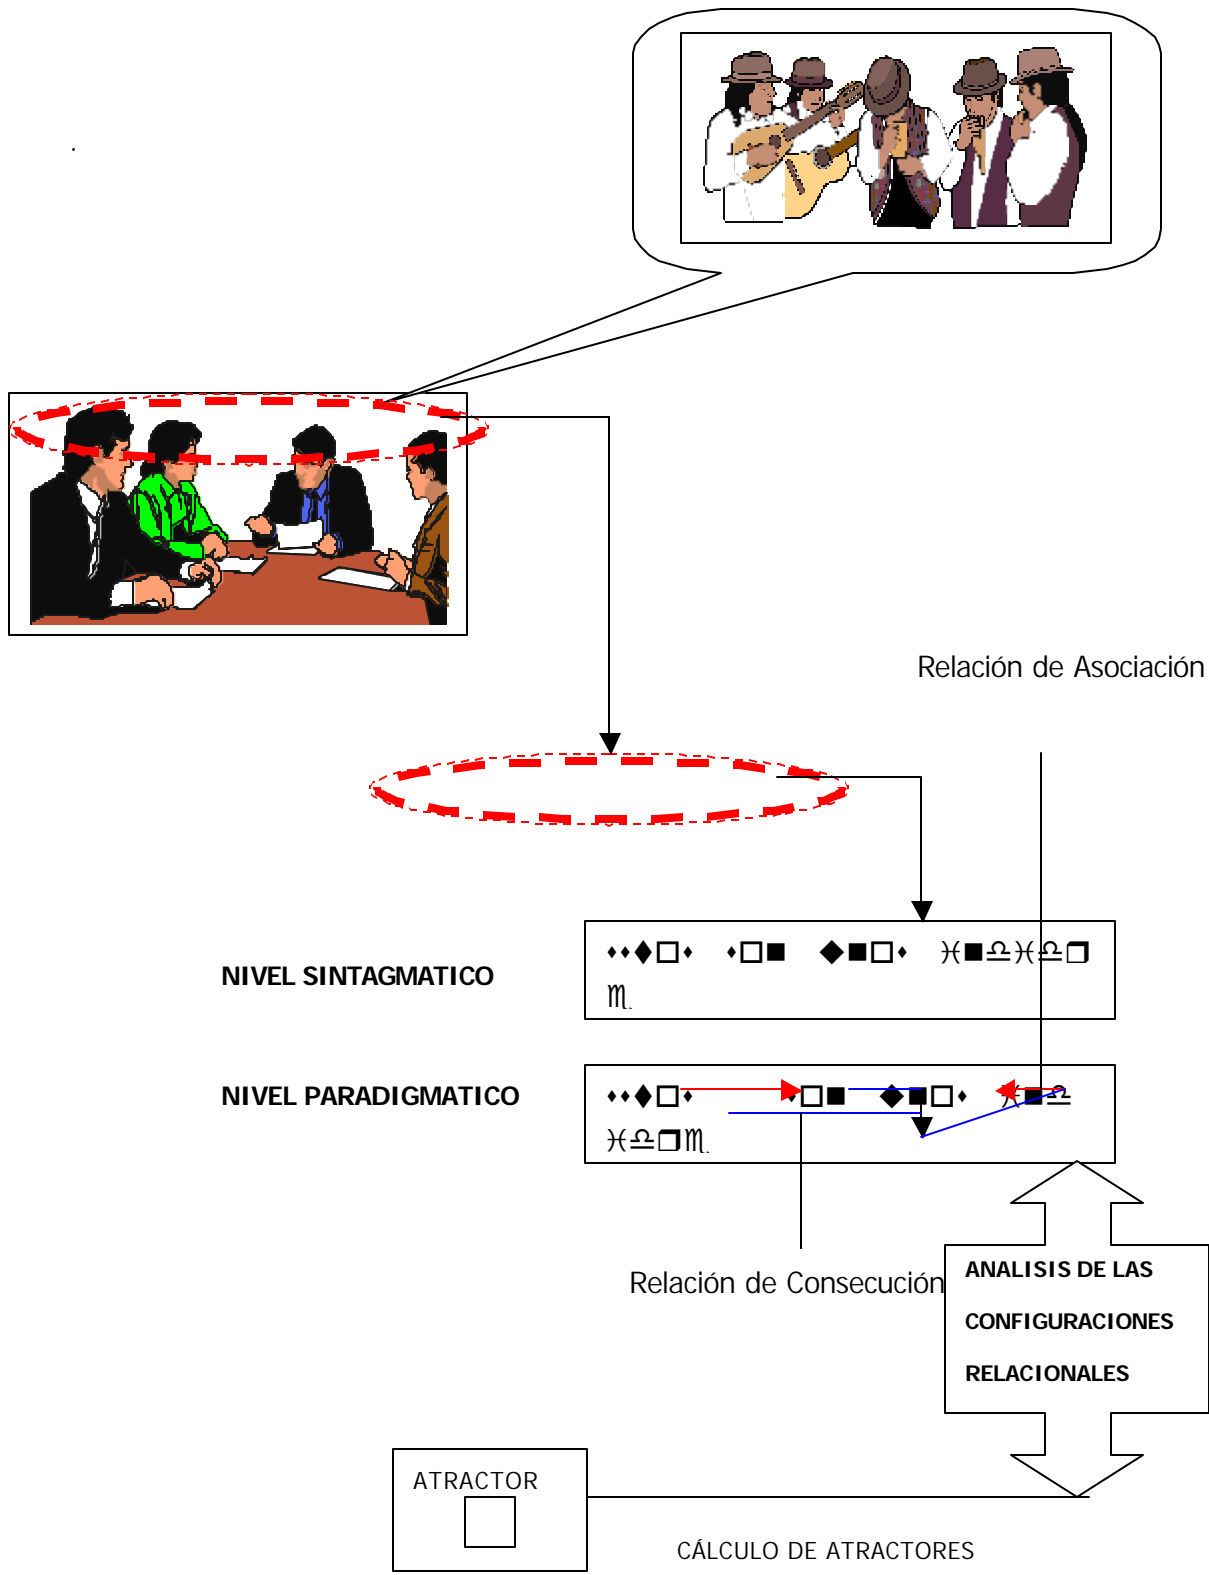 Relación de Asociación
NIVEL SINTAGMATICO
NIVEL PARADIGMATICO
Relación de Consecución
ANALISIS DE LAS
CONFIGURACIONES
RELACIONALES
ATRACTOR
CÁLCULO DE ATRACTORES